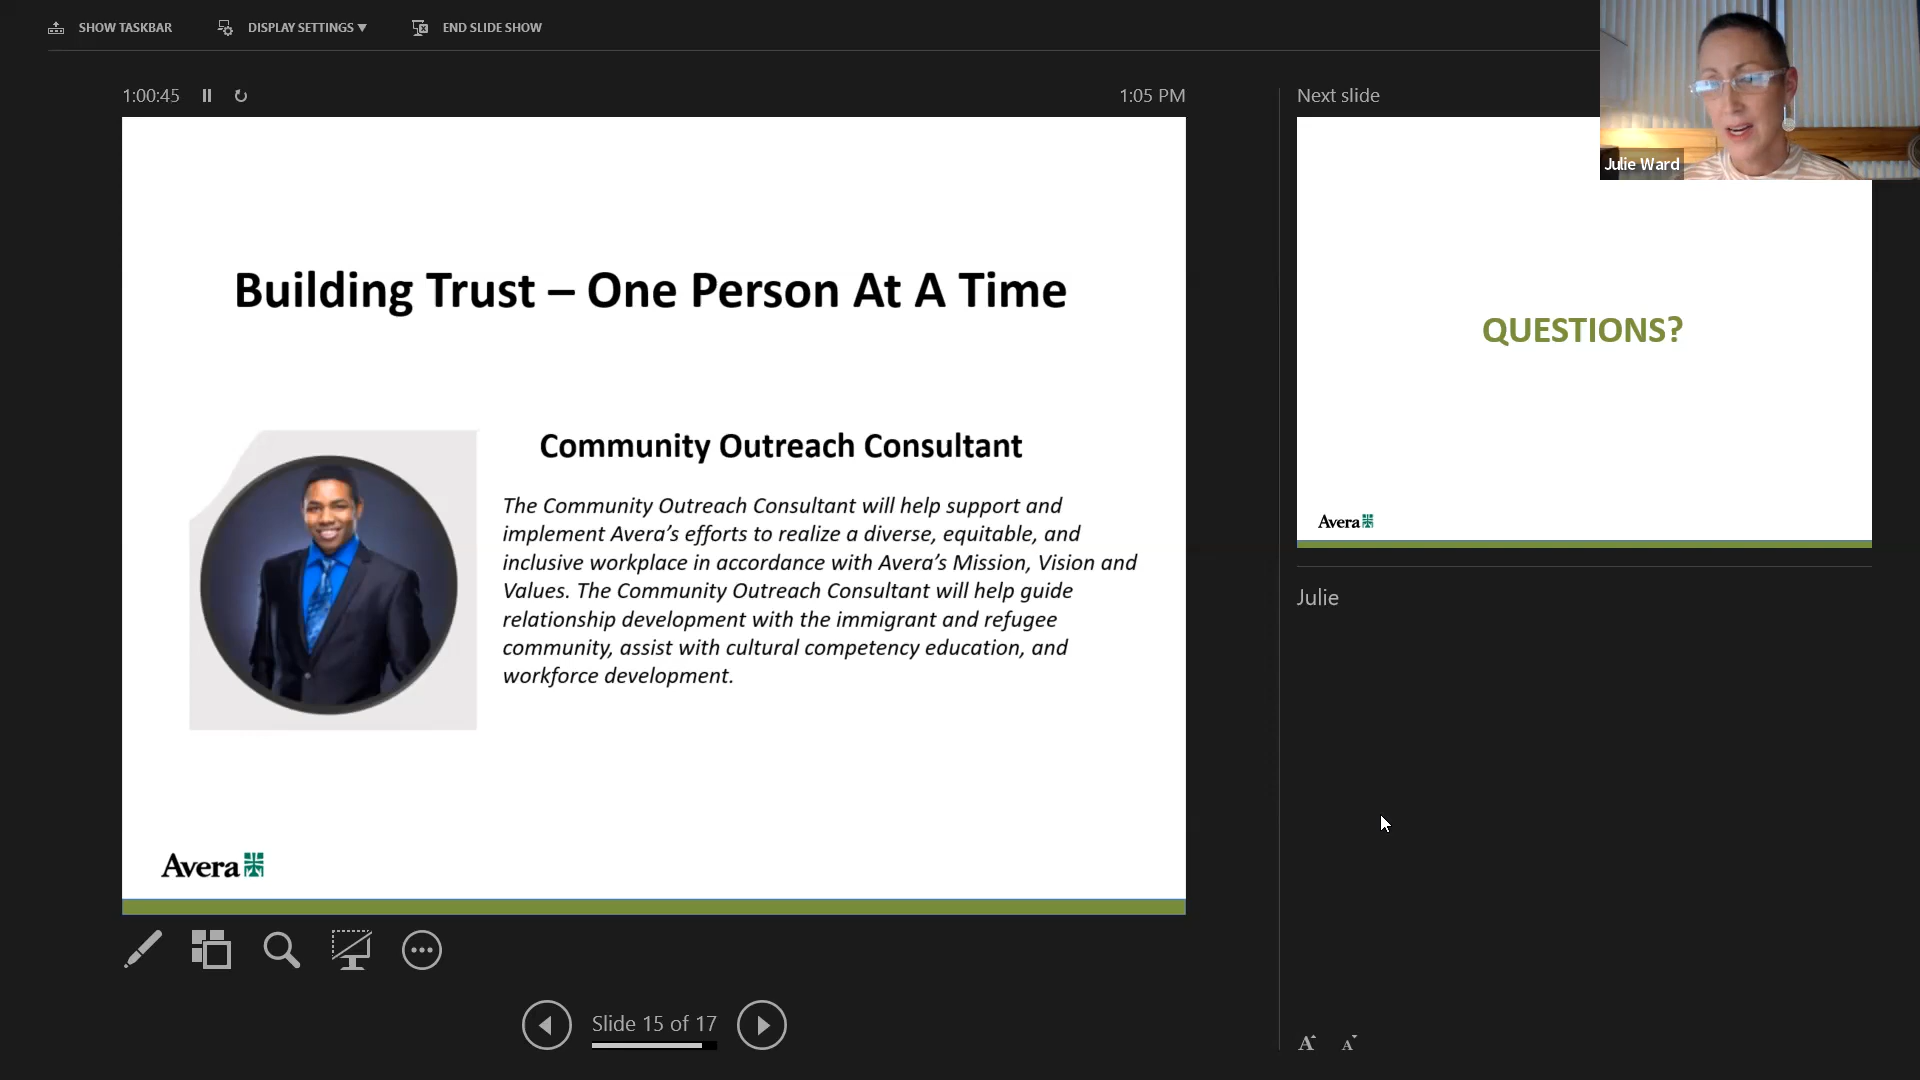 SHOW TASKBAR
DISPLAY SETTINGS ▾
END SLIDE SHOW
1:00:45
1:05 PM
Next slide
Julie Ward
Building Trust – One Person At A Time
Community Outreach Consultant
The Community Outreach Consultant will help support and
implement Avera’s efforts to realize a diverse, equitable, and
inclusive workplace in accordance with Avera’s Mission, Vision and
Values. The Community Outreach Consultant will help guide
relationship development with the immigrant and refugee
community, assist with cultural competency education, and
workforce development.
Avera
QUESTIONS?
Avera
Julie
Slide 15 of 17
A A